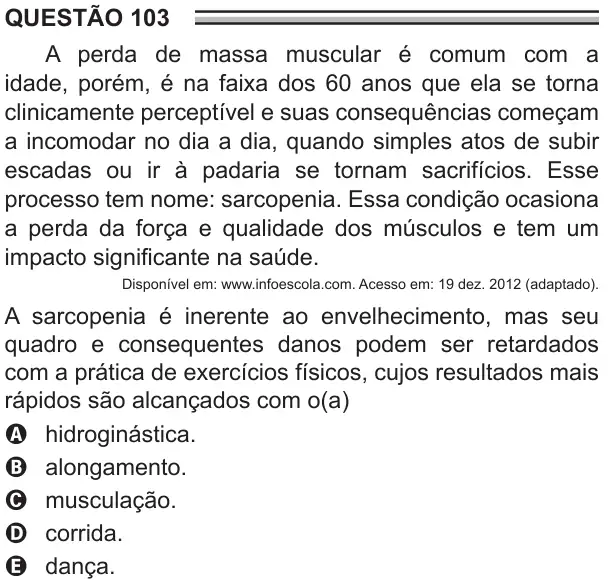 QUESTÃO 103
A perda de massa muscular é comum com a
idade, porém, é na faixa dos 60 anos que ela se torna
clinicamente perceptível e suas consequências começam
a incomodar no dia a dia, quando simples atos de subir
escadas ou ir à padaria se tornam sacrifícios. Esse
processo tem nome: sarcopenia. Essa condição ocasiona
a perda da força e qualidade dos músculos e tem um
impacto significante na saúde.
Disponível em: www.infoescola.com. Acesso em: 19 dez. 2012 (adaptado).
A sarcopenia é inerente ao envelhecimento, mas seu
quadro e consequentes danos podem ser retardados
com a prática de exercícios físicos, cujos resultados mais
rápidos são alcançados com o(a)
A hidroginástica.
B alongamento.
C musculação.
D corrida.
E dança.